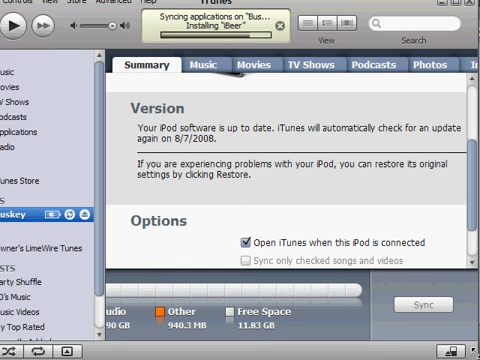 Controls View Store Advanced Help
iTunes
Syncing applications on "Bus...
Installing "iBeer"
View
Search
Summary Music Movies TV Shows Podcasts Photos
Version
Your iPod software is up to date. iTunes will automatically check for an update
again on 8/7/2008.
If you are experiencing problems with your iPod, you can restore its original
settings by clicking Restore.
Options
Open iTunes when this iPod is connected
Sync only checked songs and videos
usic
ovies
V Shows
odcasts
pplications
adio
unes Store
S
uskey
wner's LimeWire Tunes
STS
arty Shuffle
0's Music
usic Videos
y Top Rated
udio Other Free Space
90 GB 940.3 MB 11.83 GB
Sync